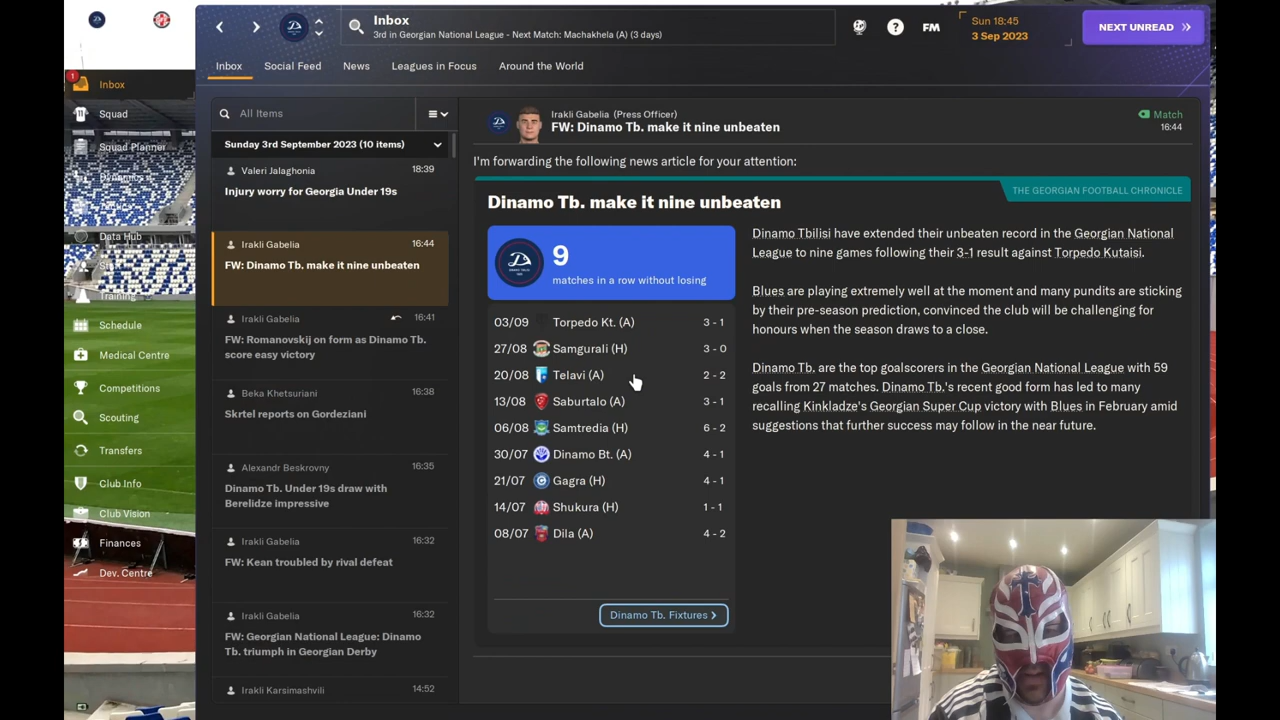 Inbox
3rd in Georgian National League - Next Match: Machakhela (A) (3 days)
FM
Sun 18:45
3 Sep 2023
NEXT UNREAD
Inbox
Social Feed
News
Leagues in Focus
Around the World
1
Inbox
Squad
Squad Planner
Dynamics
Data Hub
Training
Schedule
Medical Centre
Competitions
Scouting
Transfers
Club Info
Club Vision
Finances
Dev. Centre
All Items
Sunday 3rd September 2023 (10 items)
Valeri Jalaghonia
18:39
Injury worry for Georgia Under 19s
Irakli Gabelia
16:44
FW: Dinamo Tb. make it nine unbeaten
Irakli Gabelia
16:41
FW: Romanovskij on form as Dinamo Tb.
score easy victory
Beka Khetsuriani
16:38
Skrtel reports on Gordeziani
Alexandr Beskrovny
16:35
Dinamo Tb. Under 19s draw with
Berelidze impressive
Irakli Gabelia
16:32
FW: Kean troubled by rival defeat
Irakli Gabelia
16:32
FW: Georgian National League: Dinamo
Tb. triumph in Georgian Derby
Irakli Karsimashvili
14:52
Irakli Gabelia (Press Officer)
FW: Dinamo Tb. make it nine unbeaten
Match
16:44
I'm forwarding the following news article for your attention:
THE GEORGIAN FOOTBALL CHRONICLE
Dinamo Tb. make it nine unbeaten
9
matches in a row without losing
03/09 Torpedo Kt. (A) 3 - 1
27/08 Samgurali (H) 3 - 0
20/08 Telavi (A) 2 - 2
13/08 Saburtalo (A) 3 - 1
06/08 Samtredia (H) 6 - 2
30/07 Dinamo Bt. (A) 4 - 1
21/07 Gagra (H) 4 - 1
14/07 Shukura (H) 1 - 1
08/07 Dila (A) 4 - 2
Dinamo Tb. Fixtures
Dinamo Tbilisi have extended their unbeaten record in the Georgian National
League to nine games following their 3-1 result against Torpedo Kutaisi.
Blues are playing extremely well at the moment and many pundits are sticking
by their pre-season prediction, convinced the club will be challenging for
honours when the season draws to a close.
Dinamo Tb. are the top goalscorers in the Georgian National League with 59
goals from 27 matches. Dinamo Tb.'s recent good form has led to many
recalling Kinkladze's Georgian Super Cup victory with Blues in February amid
suggestions that further success may follow in the near future.